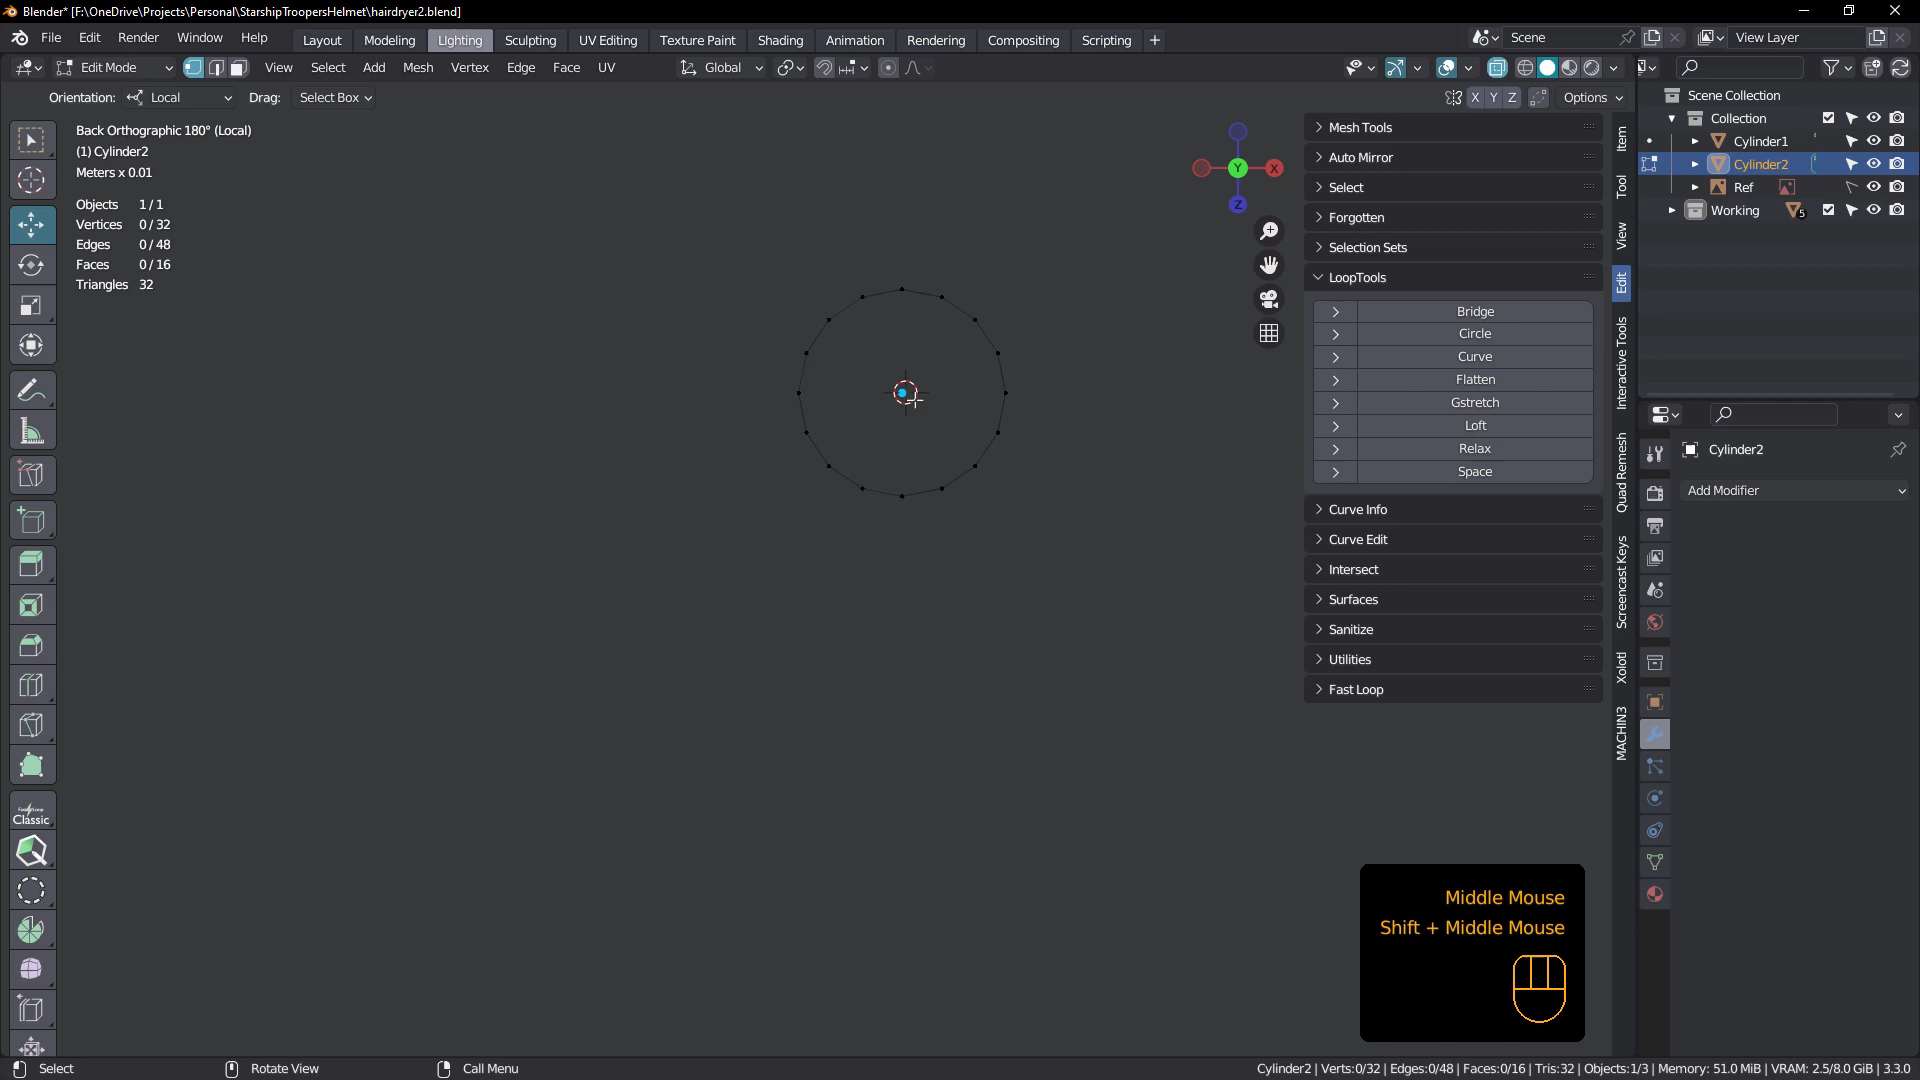 Blender* [F:\OneDrive\Projects\Personal\StarshipTroopersHelmet\hairdryer2.blend]
File Edit Render Window Help Layout Modeling Lighting Sculpting UV Editing Texture Paint Shading Animation Rendering Compositing Scripting + Scene View Layer
Edit Mode View Select Add Mesh Vertex Edge Face UV Global
Orientation: Local Drag: Select Box X Y Z Options
Back Orthographic 180° (Local)
(1) Cylinder2
Meters x 0.01
Objects 1/1
Vertices 0/32
Edges 0/48
Faces 0/16
Triangles 32
Y X Z
Classic
Mesh Tools
Auto Mirror
Select
Forgotten
Selection Sets
LoopTools
Bridge
Circle
Curve
Flatten
Gstretch
Loft
Relax
Space
Curve Info
Curve Edit
Intersect
Surfaces
Sanitize
Utilities
Fast Loop
Item
Tool
View
Edit
Interactive Tools
Quad Remesh
Screencast Keys
Xolotl
MACHIN3
Scene Collection
Collection
Cylinder1
Cylinder2
Ref
Working 5
Cylinder2
Add Modifier
Middle Mouse
Shift + Middle Mouse
Select Rotate View Call Menu
Cylinder2 | Verts:0/32 | Edges:0/48 | Faces:0/16 | Tris:32 | Objects:1/3 | Memory: 51.0 MiB | VRAM: 2.5/8.0 GiB | 3.3.0